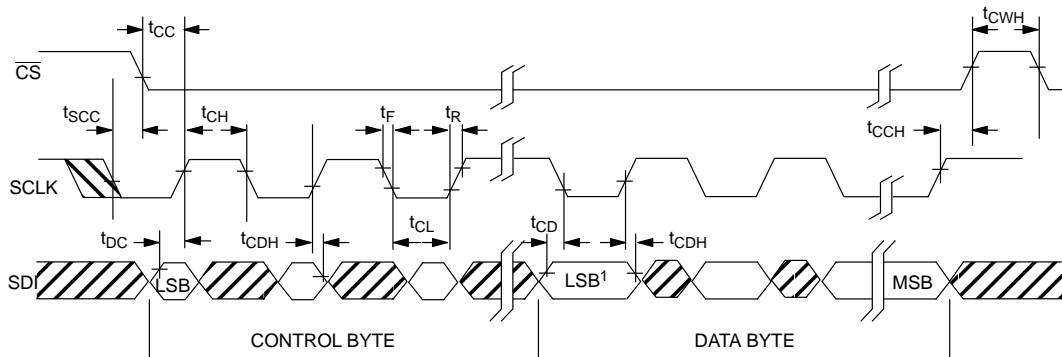 tCC
tCWH
CS
tSCC
tCH
tF
tR
tCCH
SCLK
tDC
tCDH
tCL
tCD
tCDH
SDI
LSB
LSB¹
MSB
CONTROL BYTE
DATA BYTE